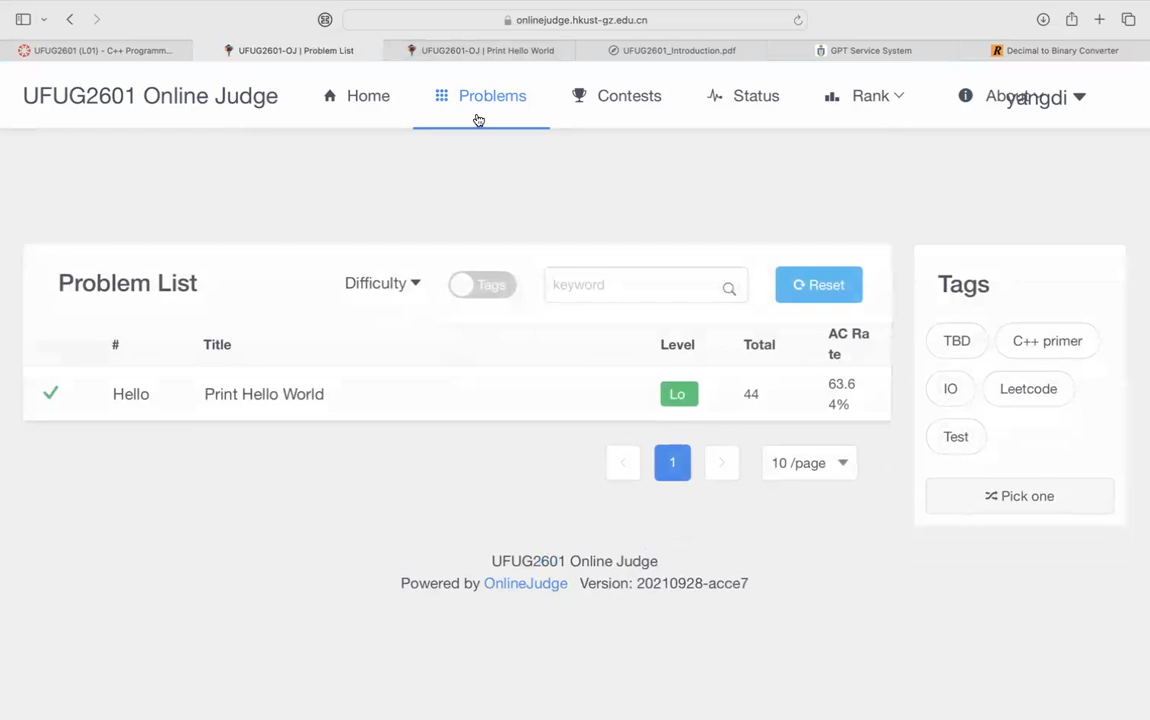 onlinejudge.hkust-gz.edu.cn
UFUG2601 (L01) - C++ Programm...
UFUG2601-OJ | Problem List
UFUG2601-OJ | Print Hello World
UFUG2601_Introduction.pdf
GPT Service System
Decimal to Binary Converter
UFUG2601 Online Judge
Home
Problems
Contests
Status
Rank
About
yangdi
Problem List
Difficulty
Tags
keyword
Reset
# Title Level Total AC Ra
te
Hello Print Hello World Lo 44 63.6
4%
1
10 /page
Tags
TBD
C++ primer
IO
Leetcode
Test
Pick one
UFUG2601 Online Judge
Powered by OnlineJudge Version: 20210928-acce7